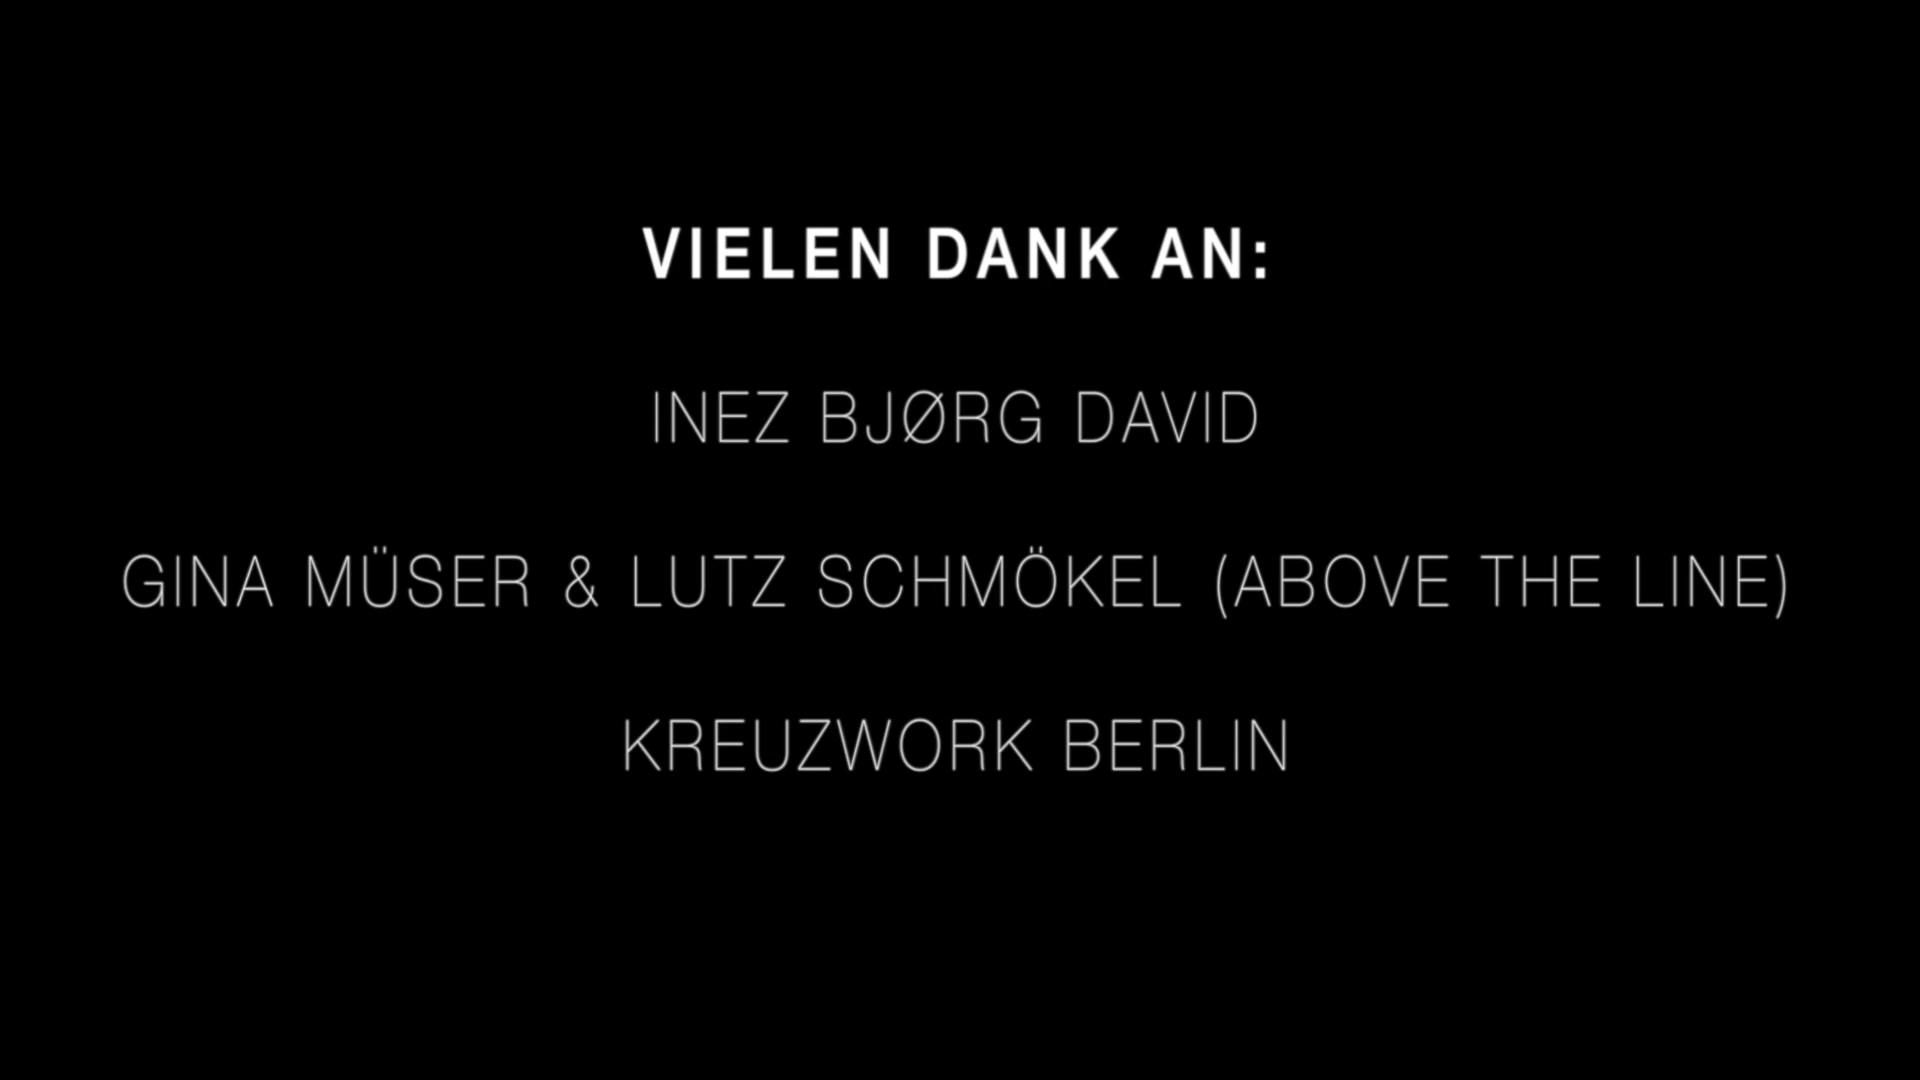 VIELEN DANK AN:
INEZ BJØRG DAVID
GINA MÜSER & LUTZ SCHMÖKEL (ABOVE THE LINE)
KREUZWORK BERLIN